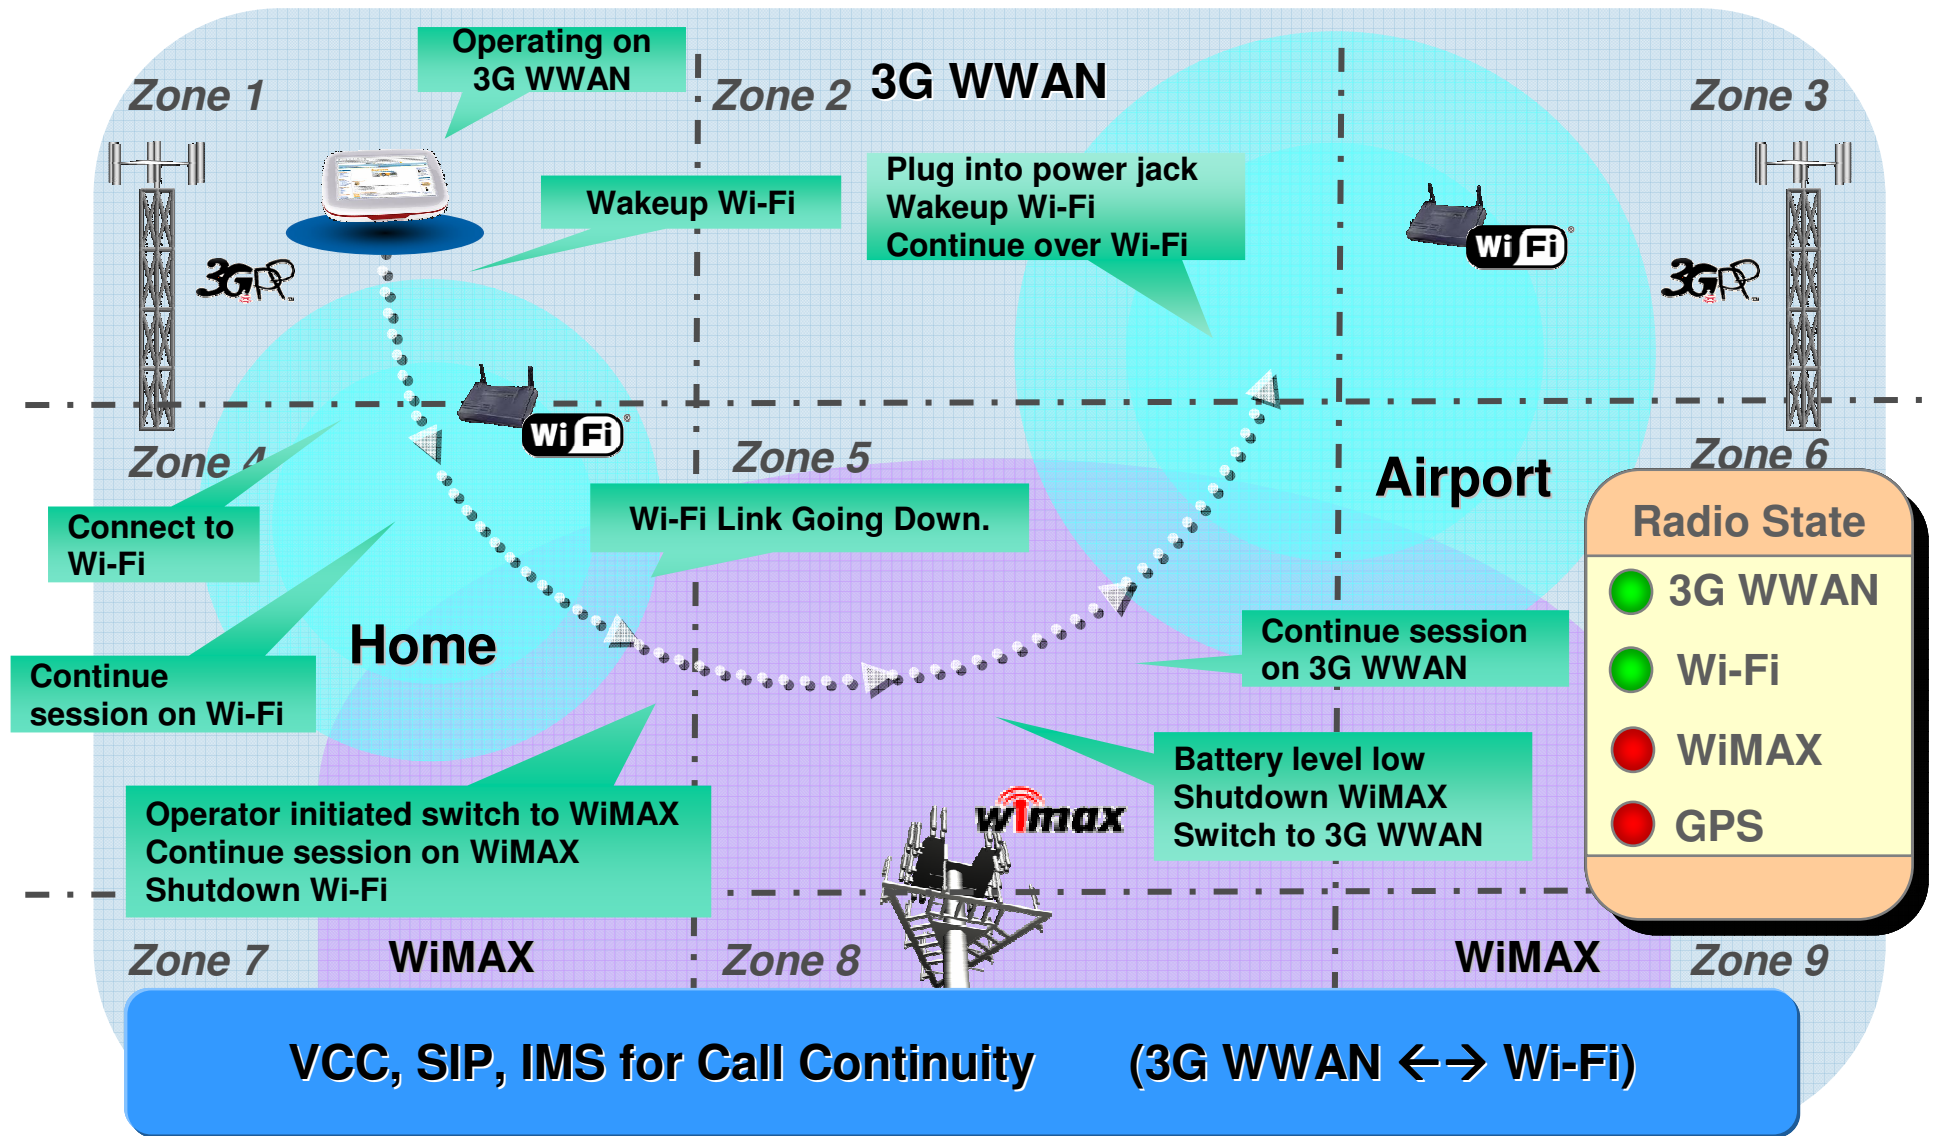 Operating on
3G WWAN
Zone 1
Zone 2
3G WWAN
Zone 3
Wakeup Wi-Fi
Plug into power jack
Wakeup Wi-Fi
Continue over Wi-Fi
Wi Fi
3GPP
3GPP
Wi Fi
Zone 4
Zone 5
Zone 6
Airport
Connect to
Wi-Fi
Wi-Fi Link Going Down.
Radio State
3G WWAN
Wi-Fi
WiMAX
GPS
Home
Continue
session on Wi-Fi
Continue session
on 3G WWAN
Operator initiated switch to WiMAX
Continue session on WiMAX
Shutdown Wi-Fi
wimax
Battery level low
Shutdown WiMAX
Switch to 3G WWAN
Zone 7
WiMAX
Zone 8
WiMAX
Zone 9
VCC, SIP, IMS for Call Continuity (3G WWAN ←→ Wi-Fi)